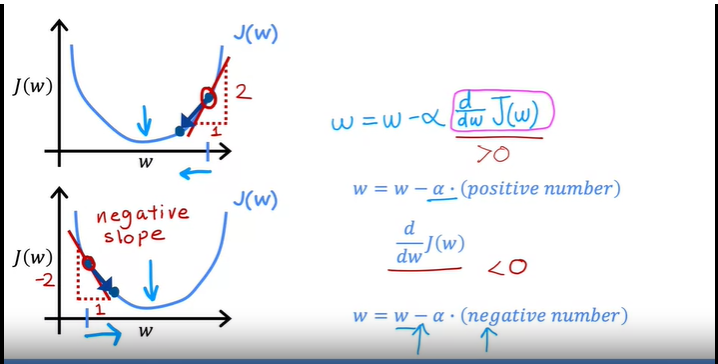 J(w)
J(w)
2
1
w
w = w - α d/dw J(w)
>0
w = w − α · (positive number)
negative
slope
J(w)
J(w)
-2
1
w
d/dw J(w)
<0
w = w − α · (negative number)